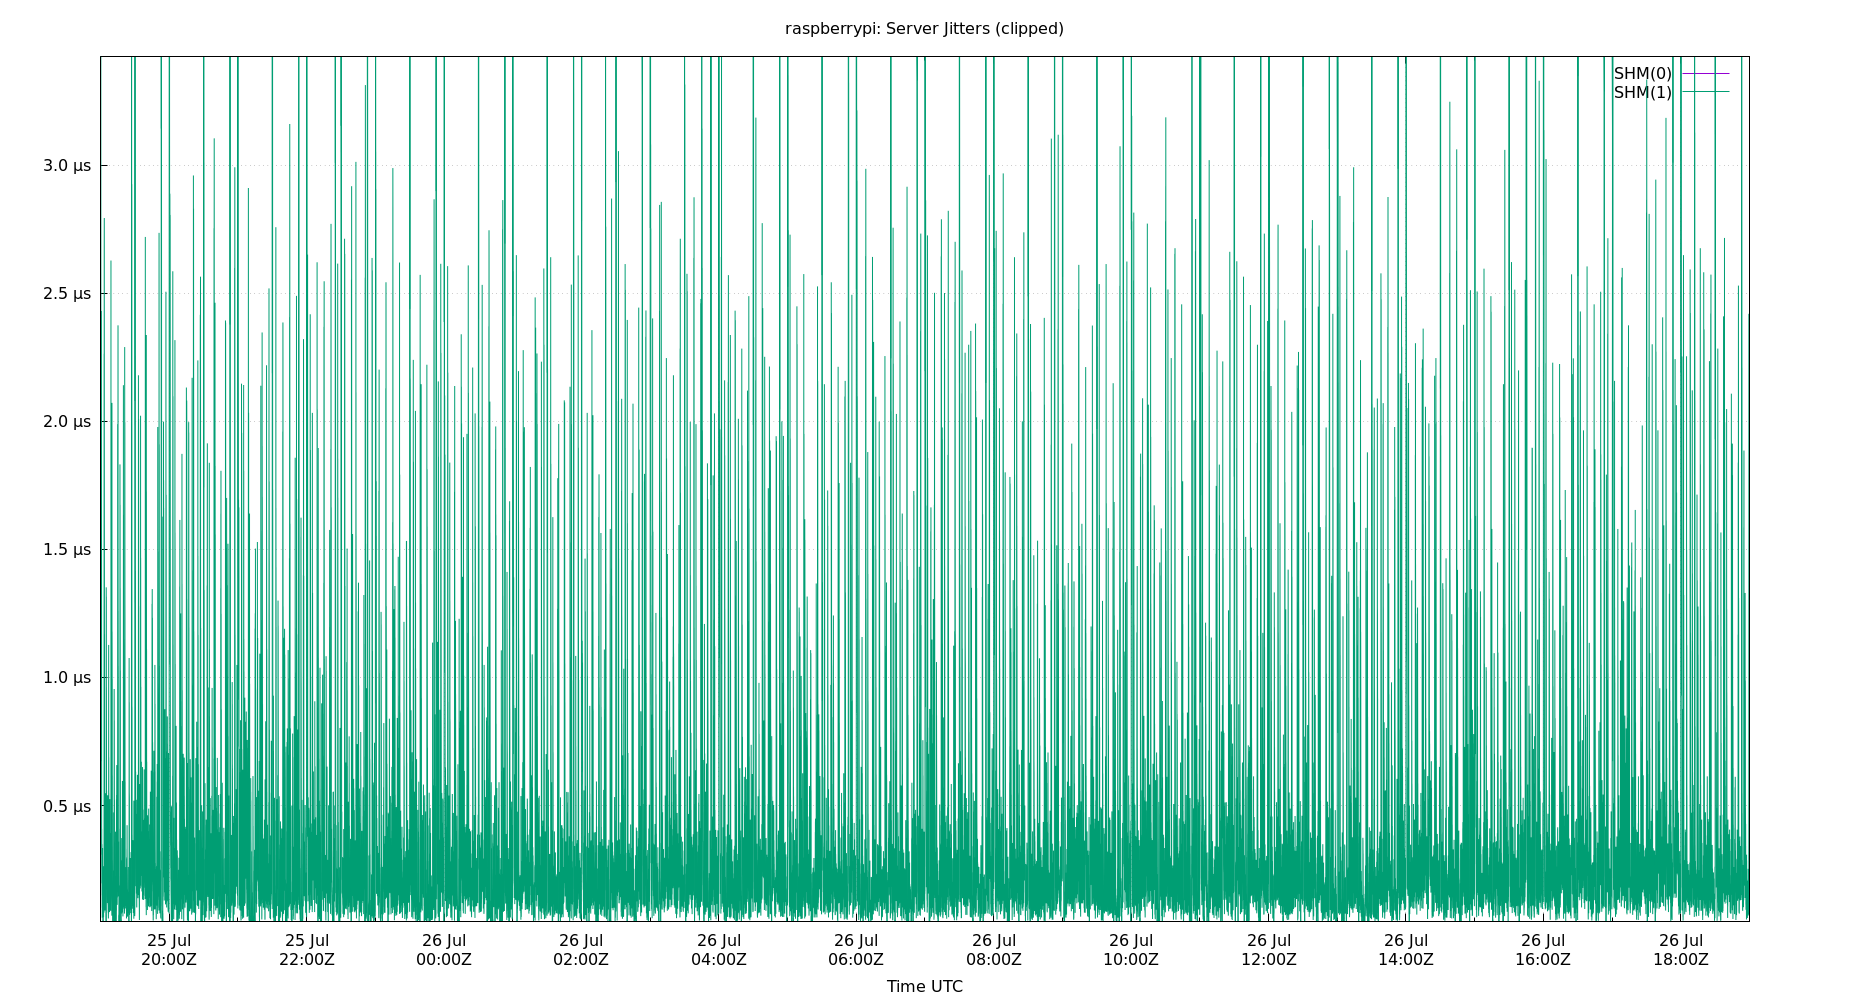 raspberrypi: Server Jitters (clipped)
SHM(0)
SHM(1)
3.0 µs
2.5 µs
2.0 µs
1.5 µs
1.0 µs
0.5 µs
25 Jul 25 Jul 26 Jul 26 Jul 26 Jul 26 Jul 26 Jul 26 Jul 26 Jul 26 Jul 26 Jul 26 Jul
20:00Z 22:00Z 00:00Z 02:00Z 04:00Z 06:00Z 08:00Z 10:00Z 12:00Z 14:00Z 16:00Z 18:00Z
Time UTC